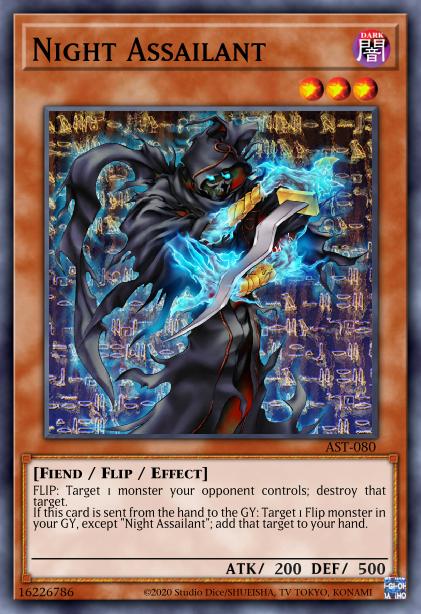 NIGHT ASSAILANT
DARK
闇
AST-080
[FIEND / FLIP / EFFECT]
FLIP: Target 1 monster your opponent controls; destroy that
target.
If this card is sent from the hand to the GY: Target 1 Flip monster in
your GY, except "Night Assailant"; add that target to your hand.
ATK/ 200 DEF/ 500
16226786
©2020 Studio Dice/SHUEISHA, TV TOKYO, KONAMI